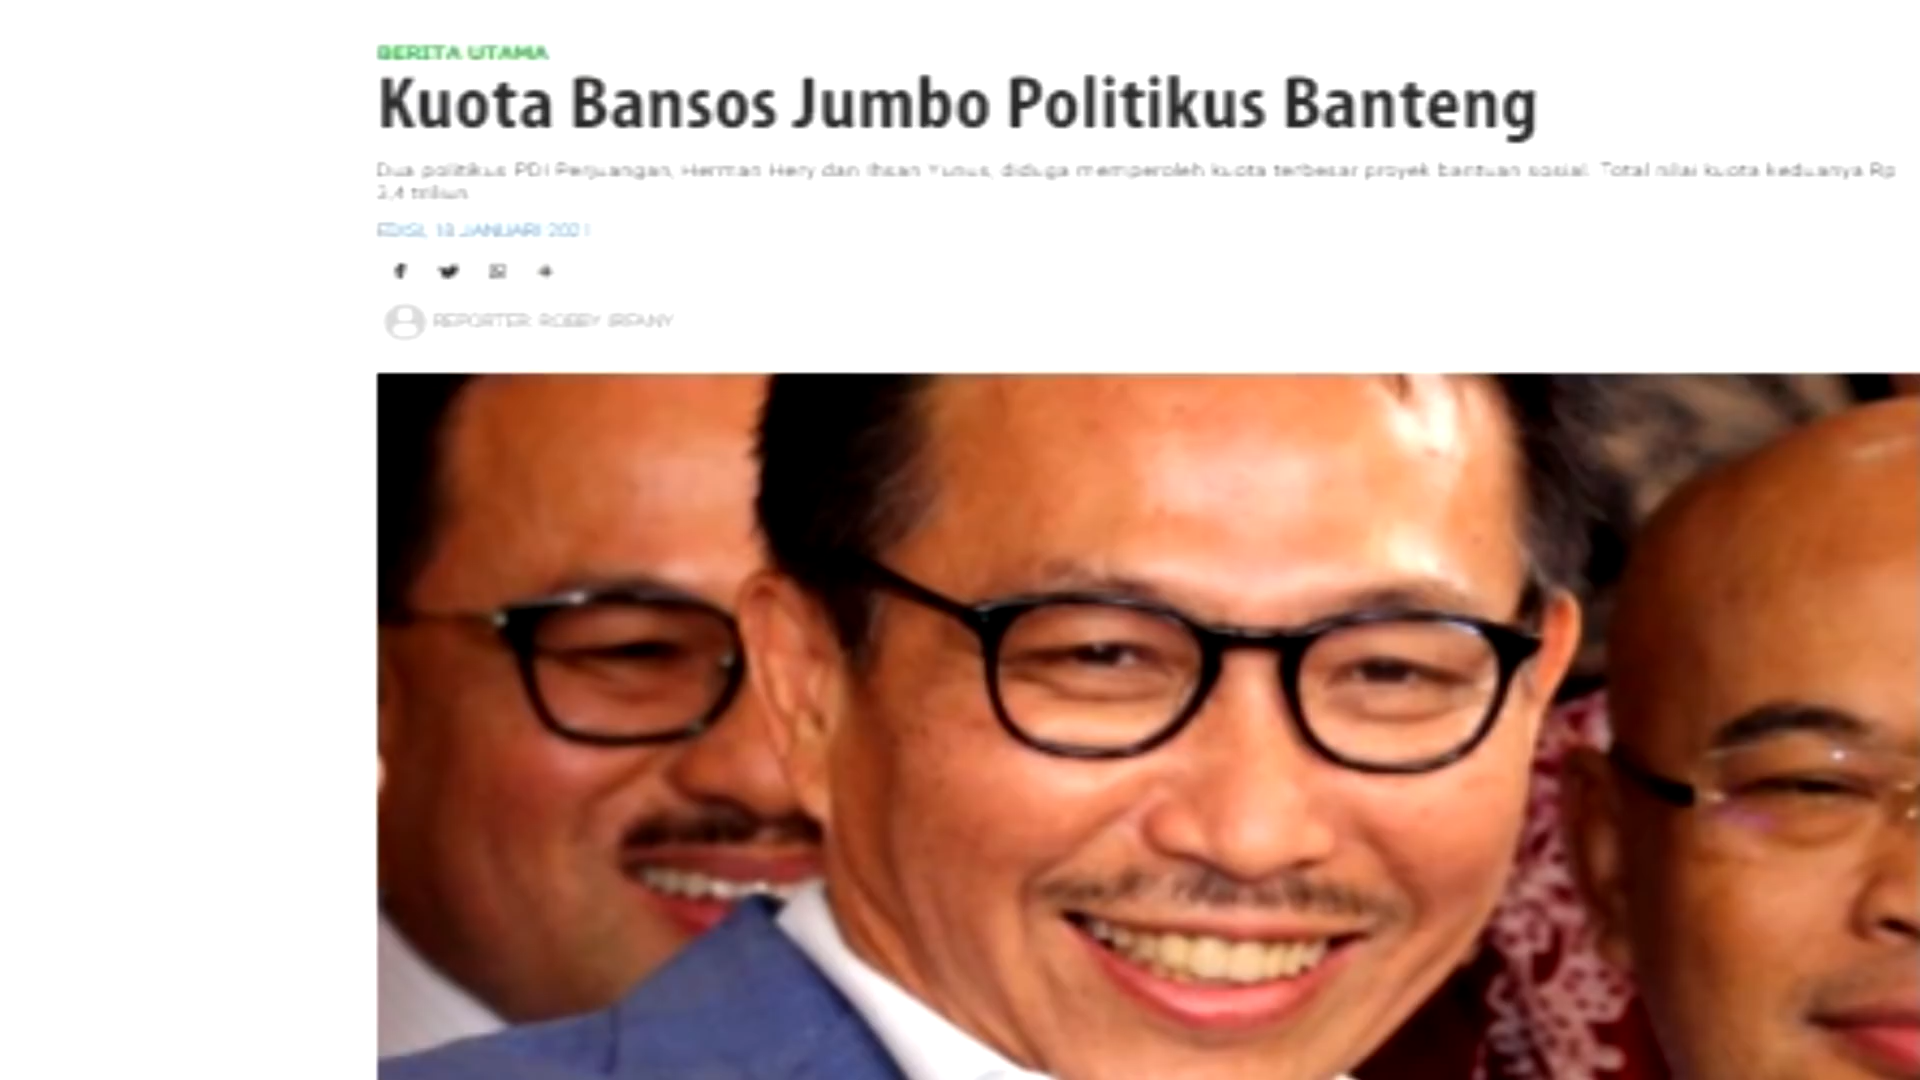 BERITA UTAMA
Kuota Bansos Jumbo Politikus Banteng
Dua politikus PDI Perjuangan, Herman Hery dan Ihsan Yunus, diduga memperoleh kuota terbesar proyek bantuan sosial. Total nilai kuota keduanya Rp
3,4 triliun.
EDISI, 18 JANUARI 2021
REPORTER: ROBBY IRFANY